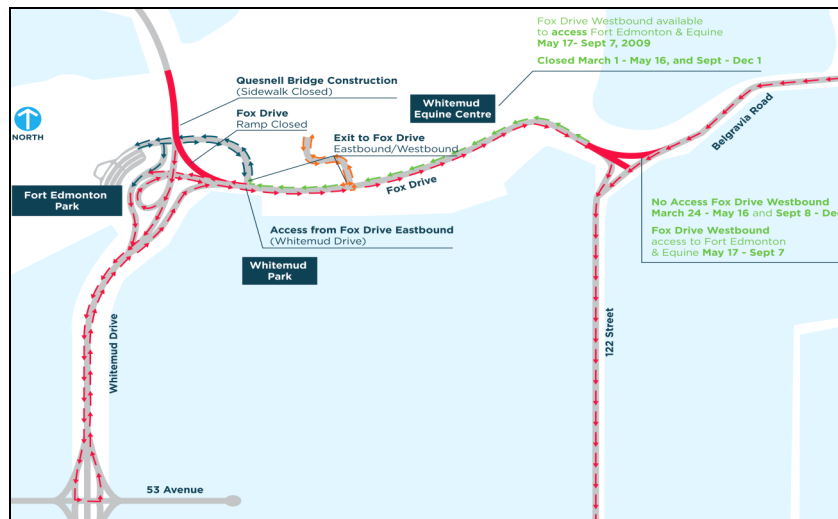 Fox Drive Westbound available
to access Fort Edmonton & Equine
May 17- Sept 7, 2009
Closed March 1 - May 16, and Sept - Dec 1
Quesnell Bridge Construction
(Sidewalk Closed)
Whitemud
Equine Centre
Fox Drive
Ramp Closed
NORTH
Exit to Fox Drive
Eastbound/Westbound
Belgravia Road
Fox Drive
Fort Edmonton
Park
No Access Fox Drive Westbound
March 24 - May 16 and Sept 8 - De
Fox Drive Westbound
access to Fort Edmonton
& Equine May 17 - Sept 7
Access from Fox Drive Eastbound
(Whitemud Drive)
Whitemud
Park
Whitemud Drive
122 Street
53 Avenue